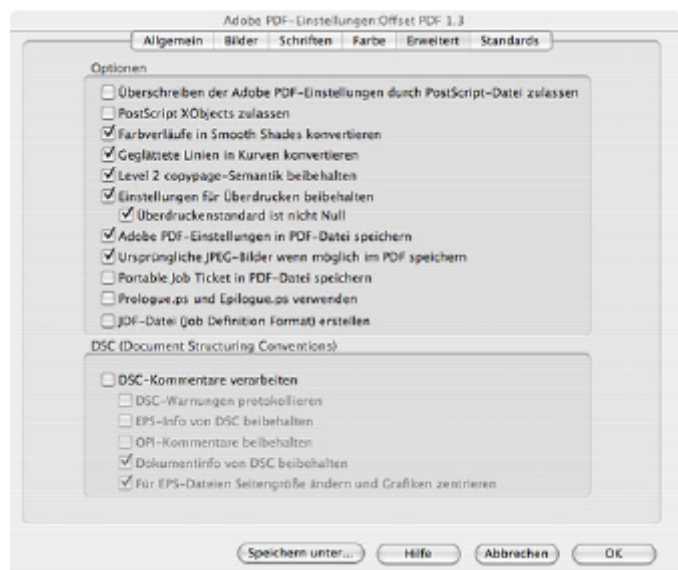 Adobe PDF-Einstellungen:Offset PDF 1.3
Allgemein Bilder Schriften Farbe Erweitert Standards
Optionen
Überschreiben der Adobe PDF-Einstellungen durch PostScript-Datei zulassen
PostScript XObjects zulassen
Farbverläufe in Smooth Shades konvertieren
Geglättete Linien in Kurven konvertieren
Level 2 copypage-Semantik beibehalten
Einstellungen für Überdrucken beibehalten
Überdruckenstandard ist nicht Null
Adobe PDF-Einstellungen in PDF-Datei speichern
Ursprüngliche JPEG-Bilder wenn möglich im PDF speichern
Portable Job Ticket in PDF-Datei speichern
Prologue.ps und Epilogue.ps verwenden
JDF-Datei (Job Definition Format) erstellen
DSC (Document Structuring Conventions)
DSC-Kommentare verarbeiten
DSC-Warnungen protokollieren
EPS-Info von DSC beibehalten
OPI-Kommentare beibehalten
Dokumentinfo von DSC beibehalten
Für EPS-Dateien Seitengröße ändern und Grafiken zentrieren
Speichern unter... Hilfe Abbrechen OK